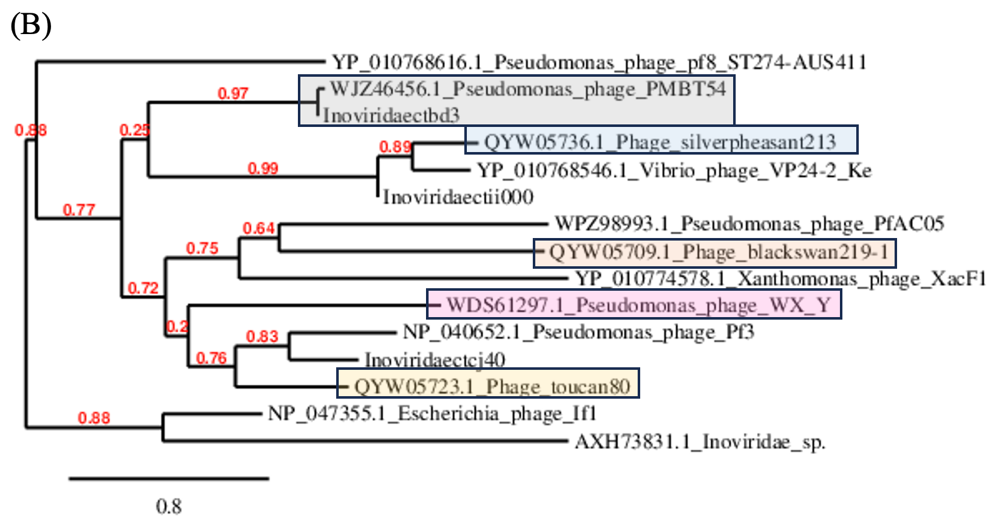 (B)
YP_010768616.1_Pseudomonas_phage_pf8_ST274-AUS411
WJZ46456.1_Pseudomonas_phage_PMBT54
0.97
Inoviridaectbd3
0.88
0.25
QYW05736.1_Phage_silverpheasant213
0.89
0.99
YP_010768546.1_Vibrio_phage_VP24-2_Ke
Inoviridaectii000
0.77
WPZ98993.1_Pseudomonas_phage_PfAC05
0.64
0.75
QYW05709.1_Phage_blackswan219-1
YP_010774578.1_Xanthomonas_phage_XacF1
0.72
WDS61297.1_Pseudomonas_phage_WX_Y
0.2
NP_040652.1_Pseudomonas_phage_Pf3
0.83
0.76
Inoviridaectcj40
QYW05723.1_Phage_toucan80
NP_047355.1_Escherichia_phage_If1
0.88
AXH73831.1_Inoviridae_sp.
0.8